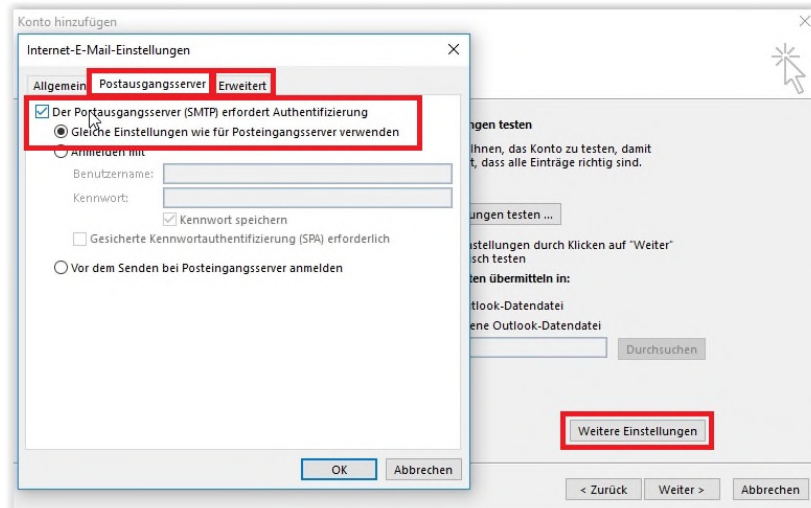 Konto hinzufügen
Internet-E-Mail-Einstellungen
Allgemein Postausgangsserver Erweitert
Der Postausgangsserver (SMTP) erfordert Authentifizierung
Gleiche Einstellungen wie für Posteingangsserver verwenden
Anmelden mit
Benutzername:
Kennwort:
Kennwort speichern
Gesicherte Kennwortauthentifizierung (SPA) erforderlich
Vor dem Senden bei Posteingangsserver anmelden
OK Abbrechen
ngen testen
Ihnen, das Konto zu testen, damit
t, dass alle Einträge richtig sind.
ungen testen ...
nstellungen durch Klicken auf "Weiter"
isch testen
ten übermitteln in:
tlook-Datendatei
ene Outlook-Datendatei
Durchsuchen
Weitere Einstellungen
< Zurück Weiter > Abbrechen